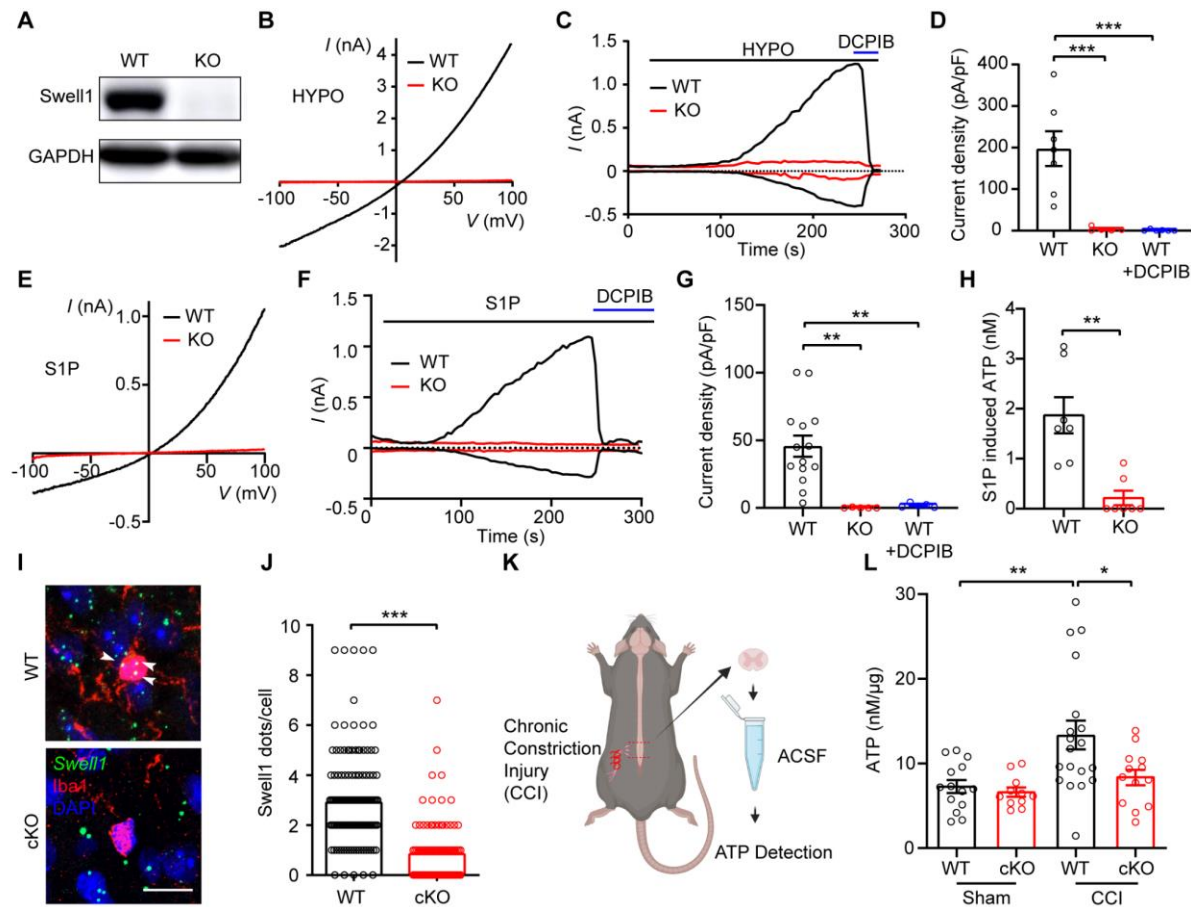 A
WT KO
Swell1
GAPDH
B
I (nA)
4
3
2
1
WT
KO
HYPO
-100 -50 50 100
V (mV)
-1
-2
C
1.5
1.0
0.5
0
-0.5
I (nA)
HYPO
DCPIB
WT
KO
0 100 200 300
Time (s)
D
400
300
200
100
0
Current density (pA/pF)
***
***
WT KO WT
+DCPIB
E
I (nA)
1.0
0.5
WT
KO
S1P
-100 -50 50 100
V (mV)
-0.5
F
1.5
1.0
0.5
0
-0.5
I (nA)
S1P
DCPIB
WT
KO
0 100 200 300
Time (s)
G
150
100
50
0
Current density (pA/pF)
**
**
WT KO WT
+DCPIB
H
4
3
2
1
0
S1P induced ATP (nM)
**
WT KO
I
WT
cKO
Swell1
Iba1
DAPI
J
10
8
6
4
2
0
Swell1 dots/cell
***
WT cKO
K
Chronic
Constriction
Injury
(CCI)
ACSF
ATP Detection
L
30
20
10
0
ATP (nM/μg)
**
*
WT cKO WT cKO
Sham CCI